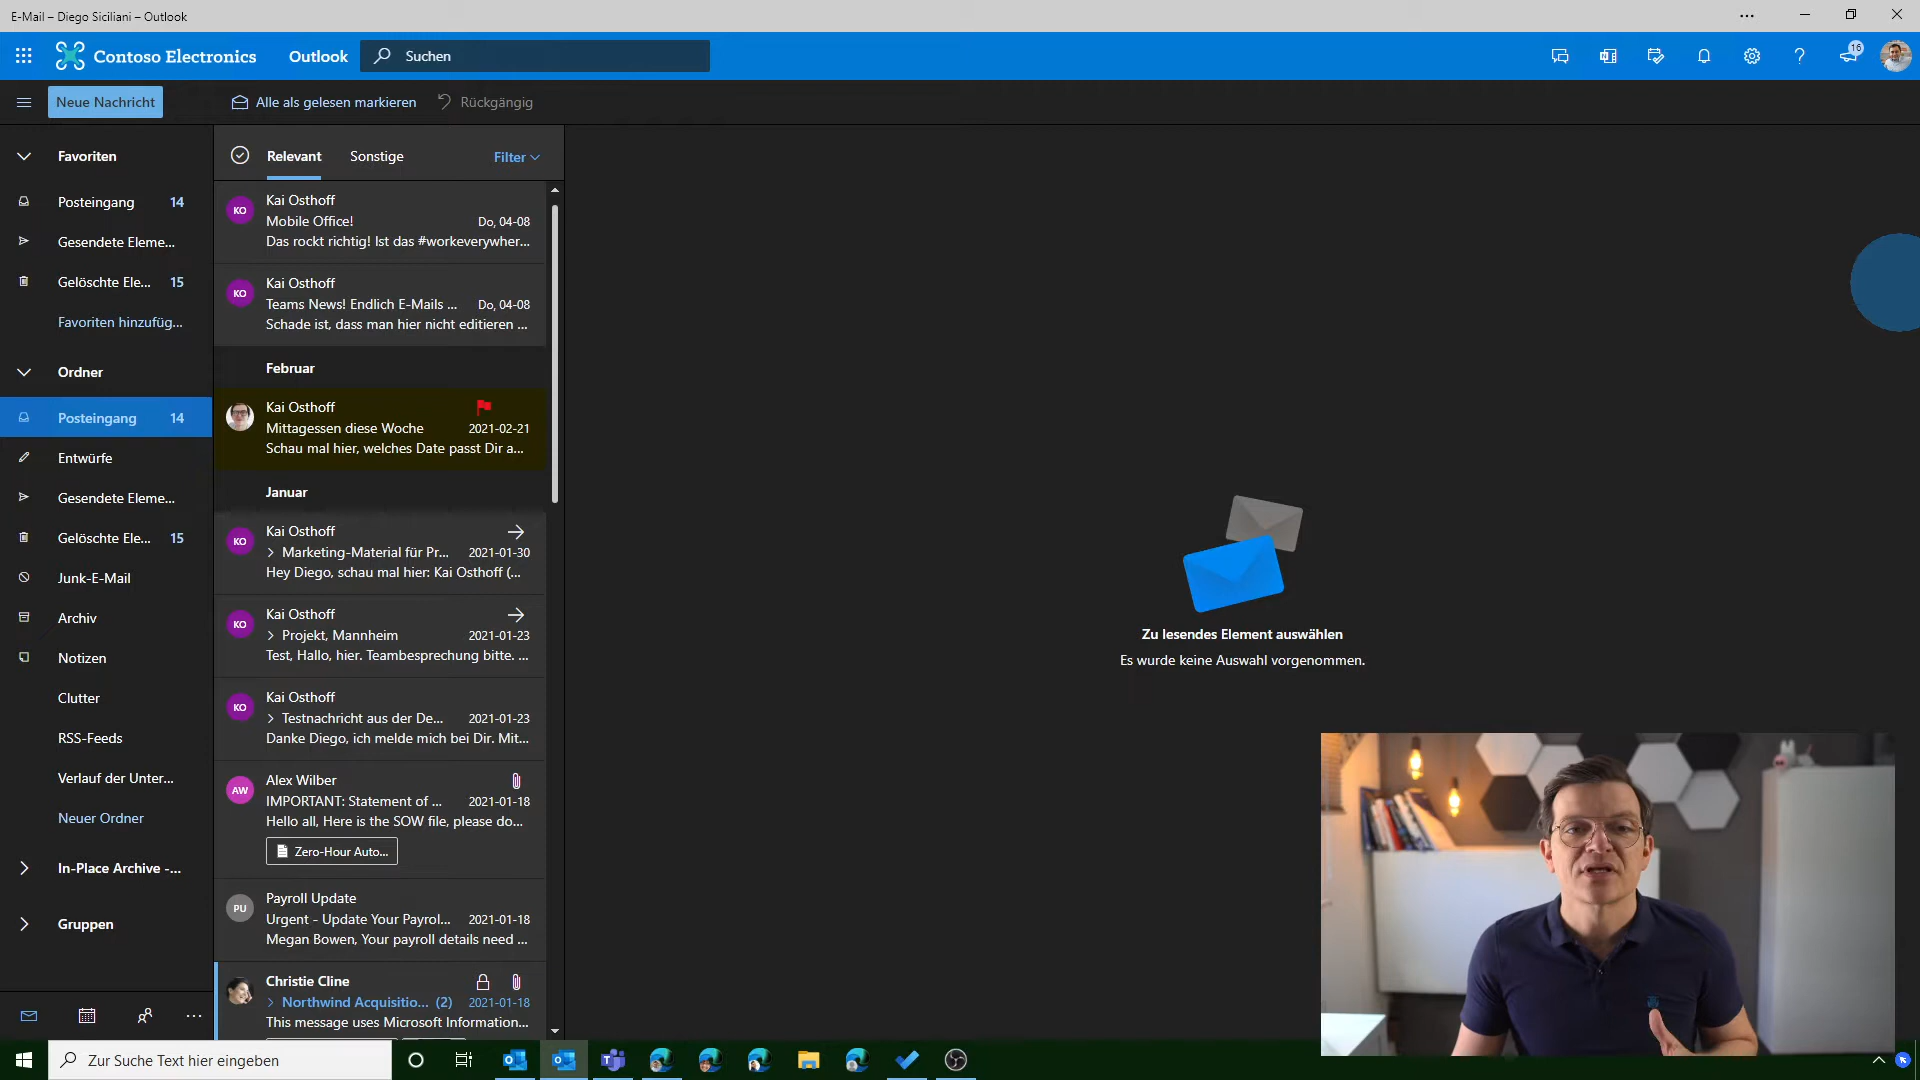 E-Mail – Diego Siciliani – Outlook
Contoso Electronics
Outlook
Suchen
16
Neue Nachricht
Alle als gelesen markieren
Rückgängig
Favoriten
Posteingang 14
Gesendete Eleme...
Gelöschte Ele... 15
Favoriten hinzufüg...
Ordner
Posteingang 14
Entwürfe
Gesendete Eleme...
Gelöschte Ele... 15
Junk-E-Mail
Archiv
Notizen
Clutter
RSS-Feeds
Verlauf der Unter...
Neuer Ordner
In-Place Archive -...
Gruppen
Relevant
Sonstige
Filter
KO
Kai Osthoff
Mobile Office! Do, 04-08
Das rockt richtig! Ist das #workeverywher...
KO
Kai Osthoff
Teams News! Endlich E-Mails ... Do, 04-08
Schade ist, dass man hier nicht editieren ...
Februar
Kai Osthoff
Mittagessen diese Woche 2021-02-21
Schau mal hier, welches Date passt Dir a...
Januar
KO
Kai Osthoff
Marketing-Material für Pr... 2021-01-30
Hey Diego, schau mal hier: Kai Osthoff (...
KO
Kai Osthoff
Projekt, Mannheim 2021-01-23
Test, Hallo, hier. Teambesprechung bitte. ...
KO
Kai Osthoff
Testnachricht aus der De... 2021-01-23
Danke Diego, ich melde mich bei Dir. Mit...
AW
Alex Wilber
IMPORTANT: Statement of ... 2021-01-18
Hello all, Here is the SOW file, please do...
Zero-Hour Auto...
PU
Payroll Update
Urgent - Update Your Payrol... 2021-01-18
Megan Bowen, Your payroll details need ...
Christie Cline
Northwind Acquisitio... (2) 2021-01-18
This message uses Microsoft Information...
Zu lesendes Element auswählen
Es wurde keine Auswahl vorgenommen.
Zur Suche Text hier eingeben